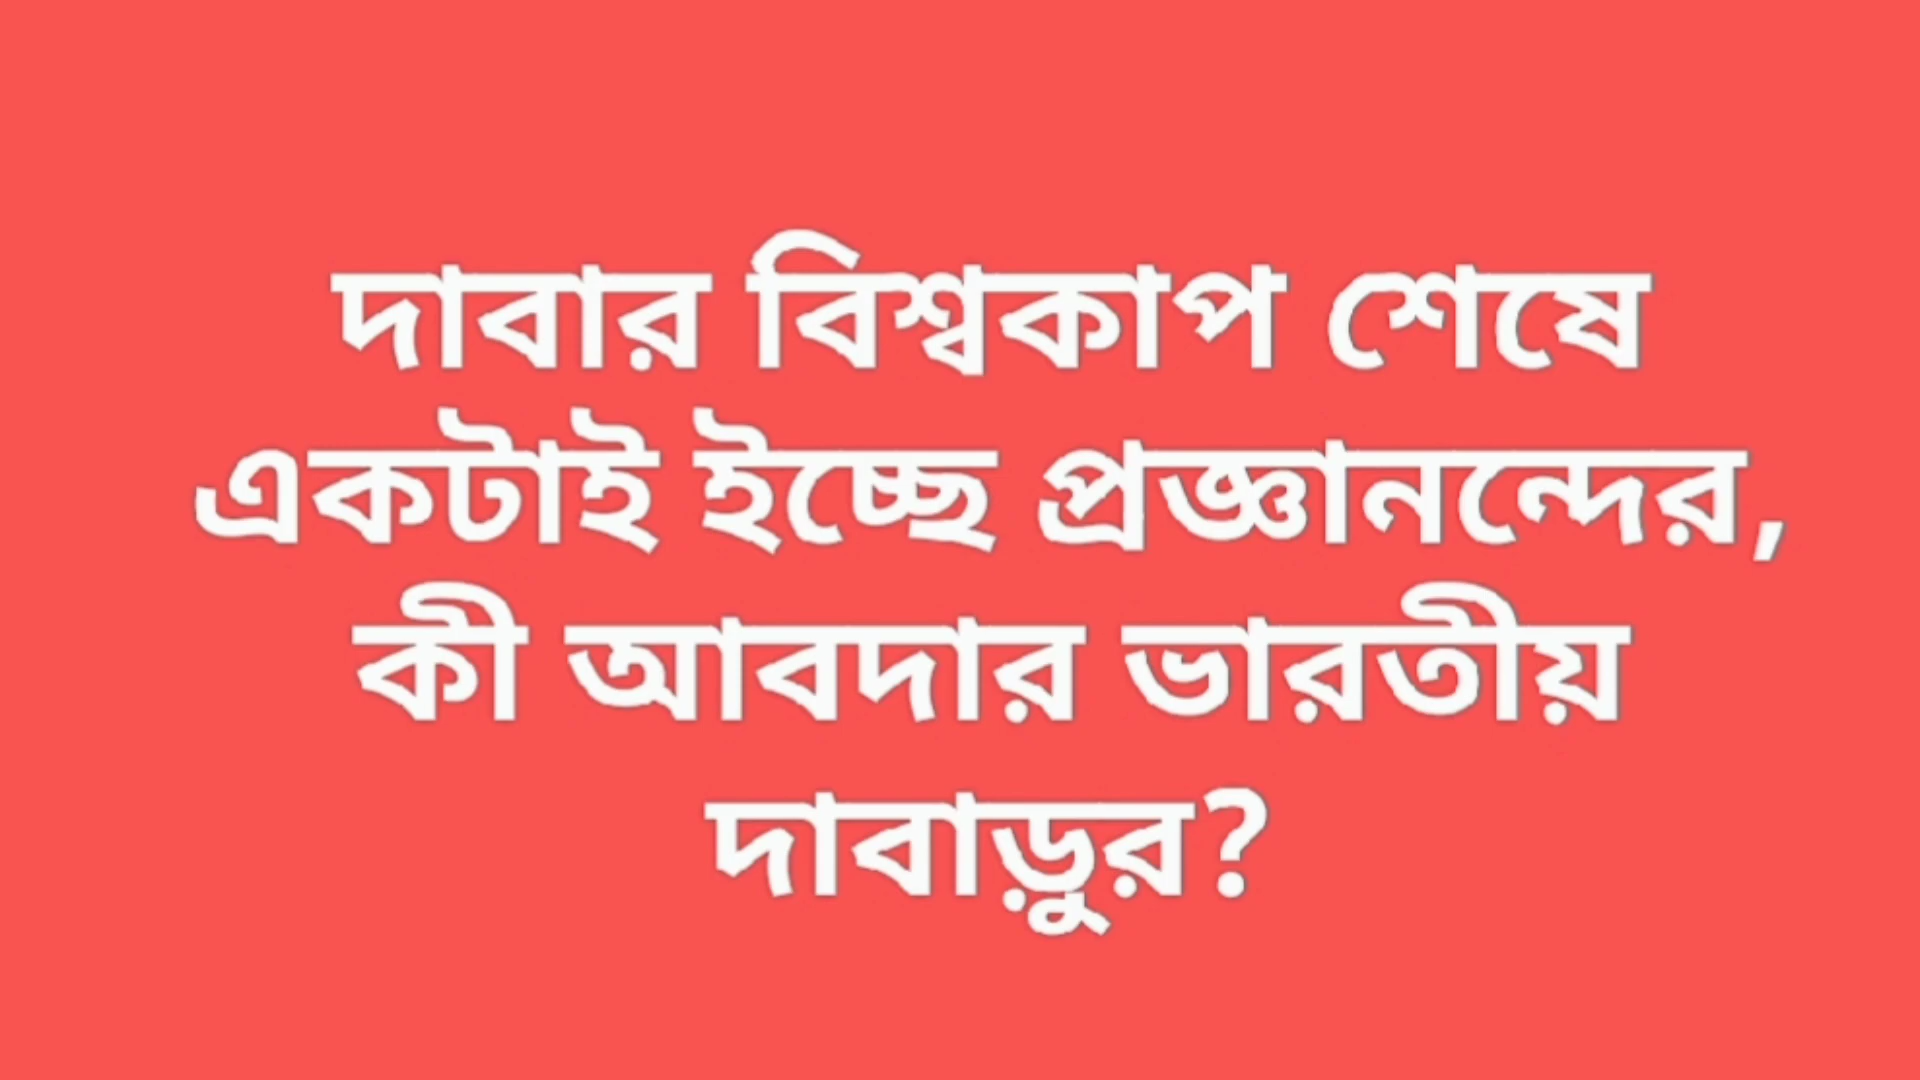 দাবার বিশ্বকাপ শেষে
একটাই ইচ্ছে প্রজ্ঞানন্দের,
কী আবদার ভারতীয়
দাবাড়ুর?